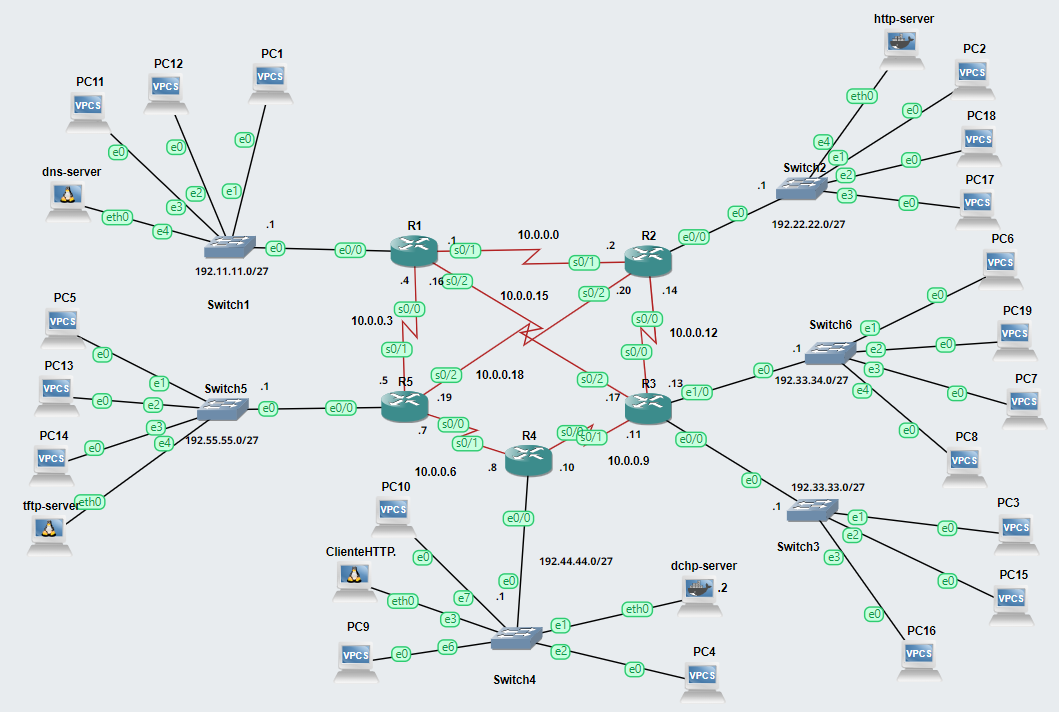 http-server
PC2
eth0
e0
e4
e1
PC18
e0
e2
PC17
e0
e3
Switch2
.1
192.22.22.0/27
e0
e0/0
PC1
VPCS
PC12
VPCS
PC11
VPCS
VPCS
VPCS
VPCS
e0
e0
e0
e1
e2
e3
e4
dns-server
eth0
.1
e0
192.11.11.0/27
Switch1
e0/0
R1
.1
s0/1
10.0.0.0
s0/1
.2
R2
.4
.16
s0/2
10.0.0.15
s0/2
.20
.14
s0/0
10.0.0.3
s0/1
s0/0
10.0.0.12
s0/0
10.0.0.18
s0/2
s0/2
.5
R5
.19
.17
R3
.13
e1/0
PC5
VPCS
e0
PC13
VPCS
e0
PC14
VPCS
e0
tftp-server
eth0
e1
e2
e3
e4
Switch5
.1
e0
192.55.55.0/27
e0/0
.7
s0/0
s0/1
10.0.0.6
.8
R4
.10
s0/0
s0/1
.11
10.0.0.9
e0/0
PC6
VPCS
e0
e1
Switch6
.1
e0
192.33.34.0/27
PC19
VPCS
e0
e2
PC7
VPCS
e0
e3
PC8
VPCS
e0
e4
e0
192.33.33.0/27
.1
Switch3
e1
e2
e3
PC3
VPCS
e0
PC15
VPCS
e0
PC16
VPCS
e0
PC10
VPCS
e0
ClienteHTTP.
eth0
PC9
VPCS
e0
e0/0
192.44.44.0/27
e0
.1
e7
e3
e6
e1
e2
Switch4
dchp-server
.2
eth0
PC4
VPCS
e0